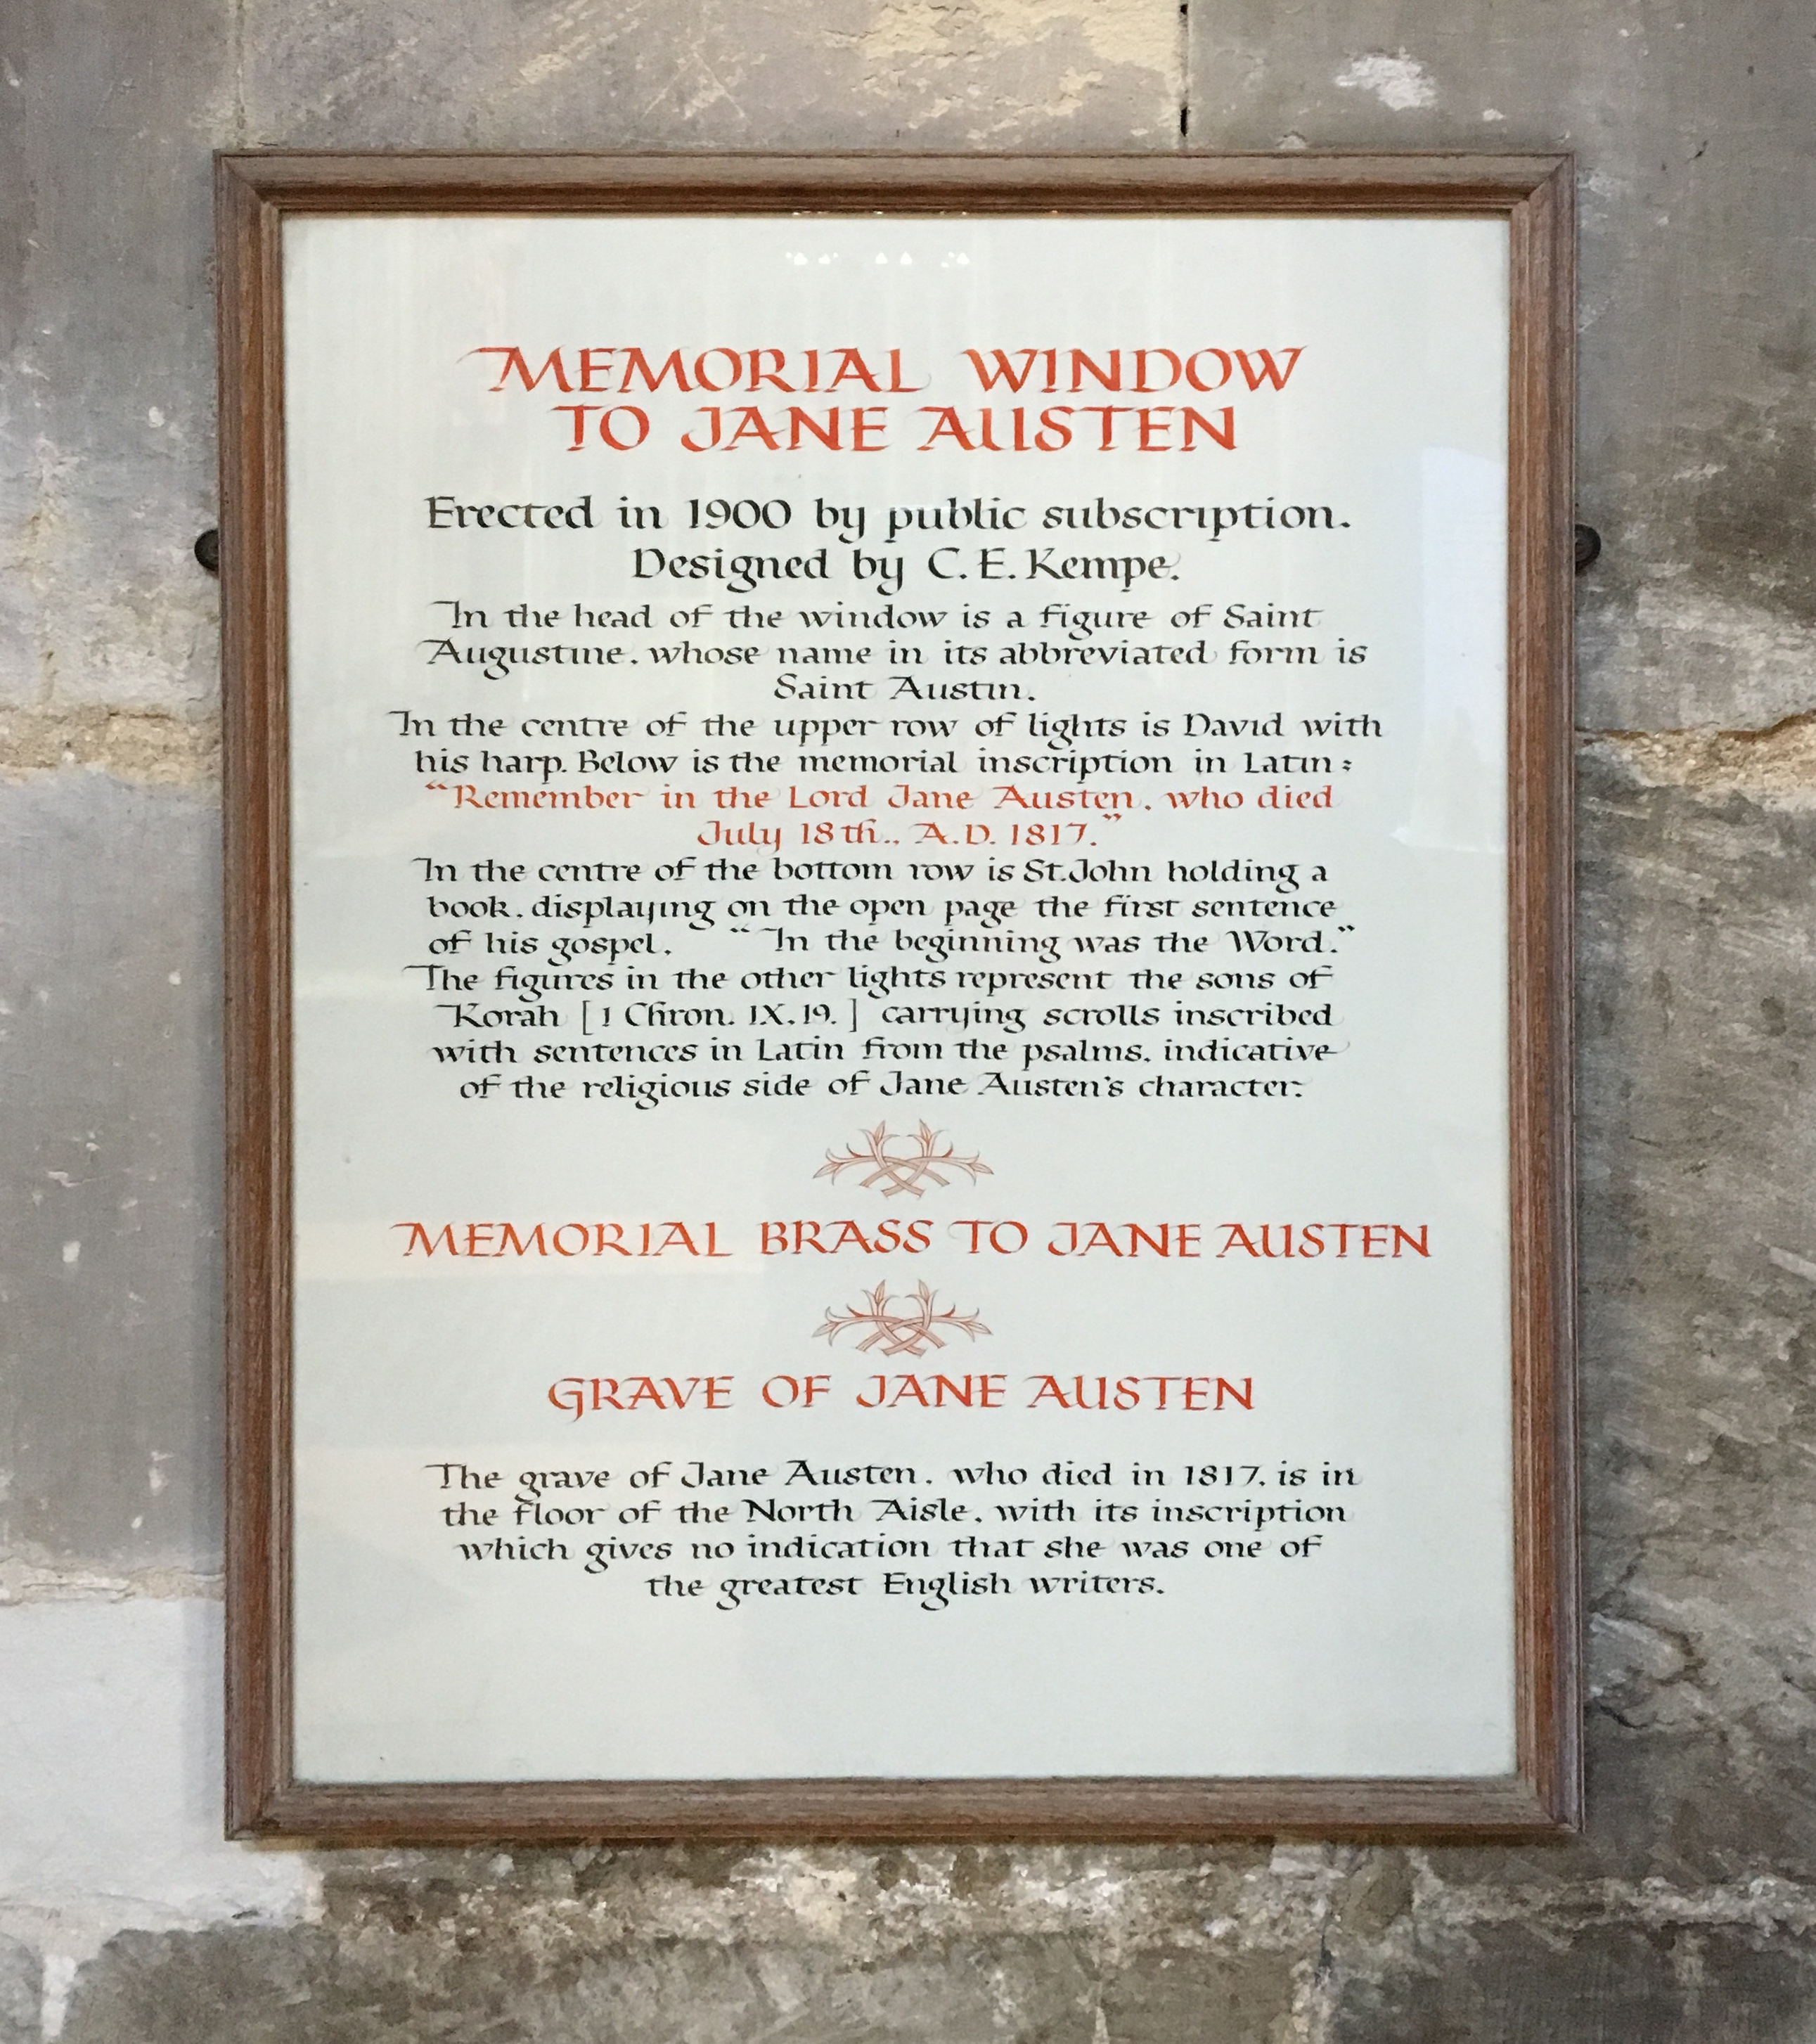 MEMORIAL WINDOW
TO JANE AUSTEN
Erected in 1900 by public subscription.
Designed by C. E. Kempe.
In the head of the window is a figure of Saint
Augustine, whose name in its abbreviated form is
Saint Austin.
In the centre of the upper row of lights is David with
his harp. Below is the memorial inscription in Latin:
“Remember in the Lord Jane Austen, who died
July 18th., A.D. 1817.”
In the centre of the bottom row is St. John holding a
book, displaying on the open page the first sentence
of his gospel. “In the beginning was the Word.”
The figures in the other lights represent the sons of
Korah [1 Chron. IX. 19.] carrying scrolls inscribed
with sentences in Latin from the psalms, indicative
of the religious side of Jane Austen's character.
MEMORIAL BRASS TO JANE AUSTEN
GRAVE OF JANE AUSTEN
The grave of Jane Austen, who died in 1817, is in
the floor of the North Aisle, with its inscription
which gives no indication that she was one of
the greatest English writers.